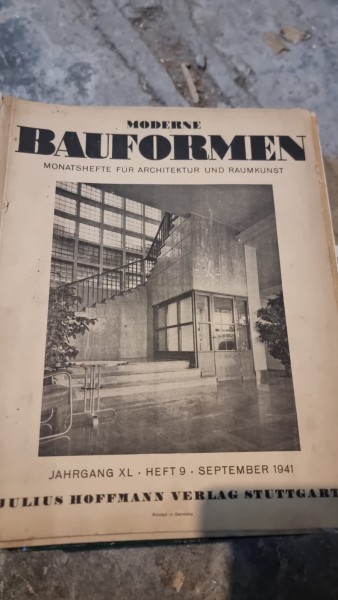 MODERNE
BAUFORMEN
MONATSHEFTE FÜR ARCHITEKTUR UND RAUMKUNST
JAHRGANG XL · HEFT 9 · SEPTEMBER 1941
JULIUS HOFFMANN VERLAG STUTTGART
Printed in Germany